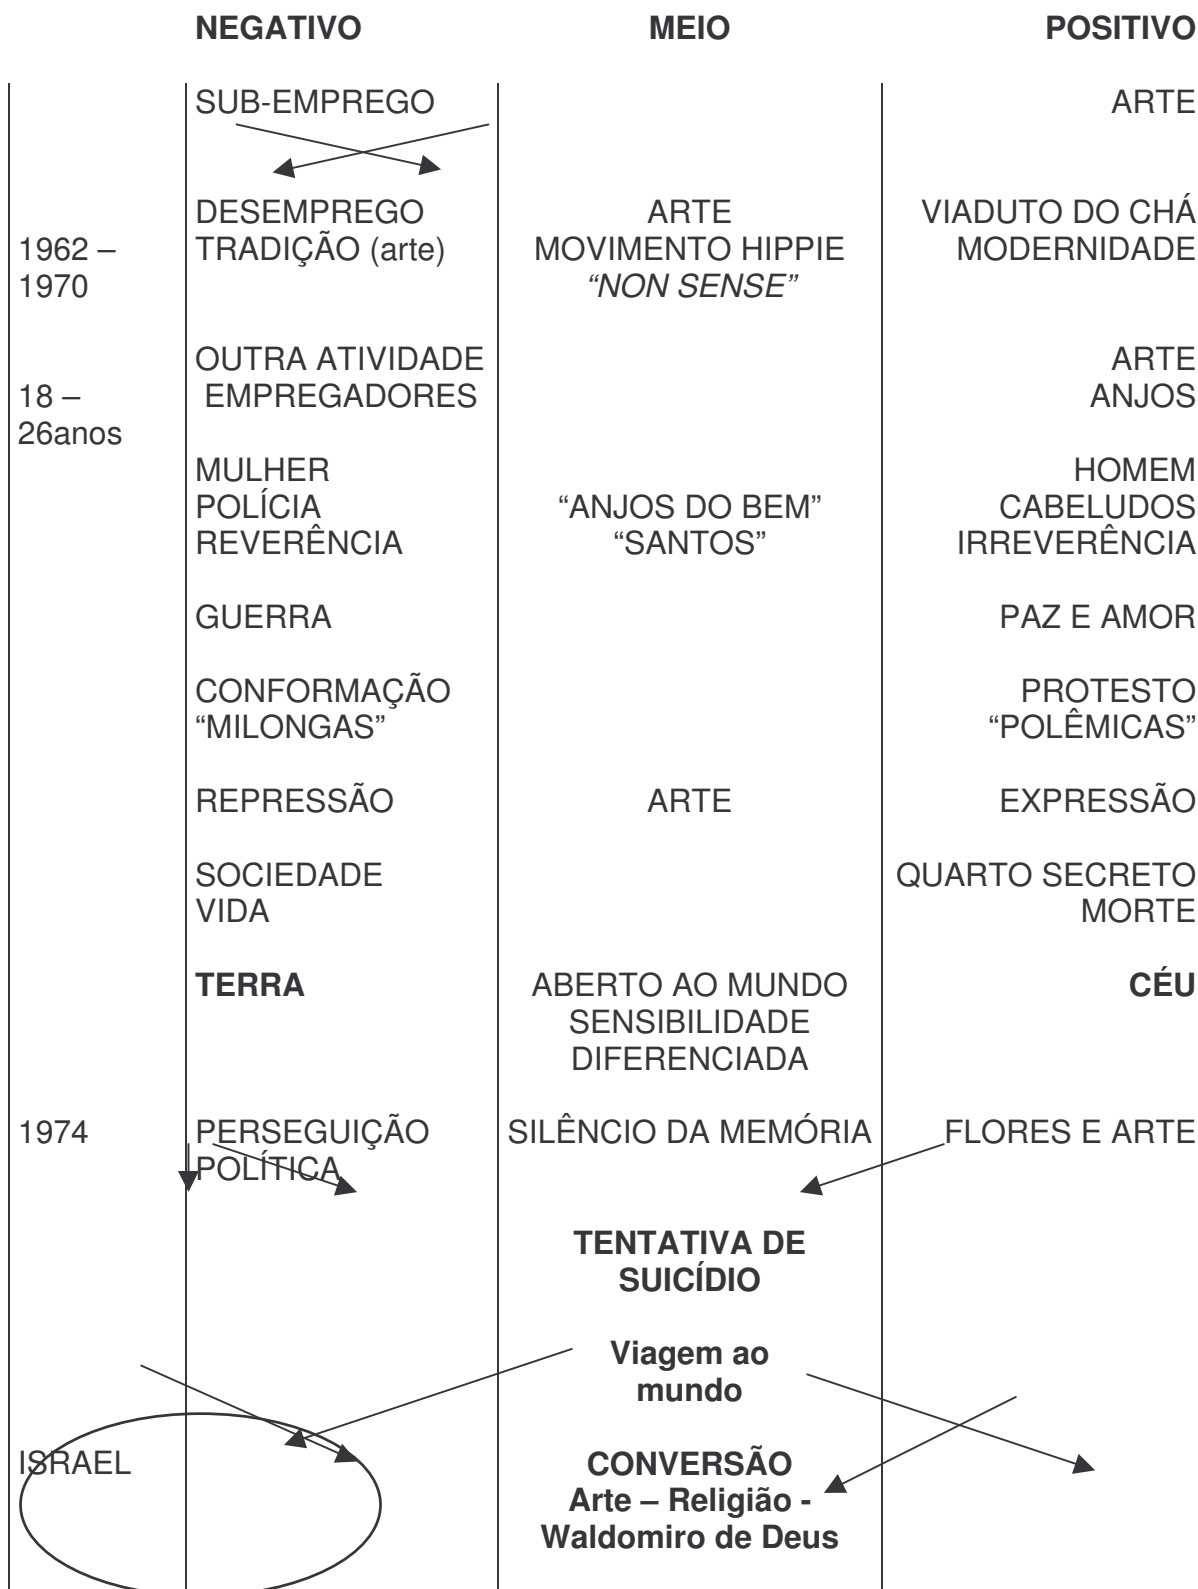 NEGATIVO MEIO POSITIVO
SUB-EMPREGO ARTE
DESEMPREGO ARTE VIADUTO DO CHÁ
1962 – TRADIÇÃO (arte) MOVIMENTO HIPPIE MODERNIDADE
1970 “NON SENSE”
OUTRA ATIVIDADE ARTE
18 – EMPREGADORES ANJOS
26anos
MULHER HOMEM
POLÍCIA “ANJOS DO BEM” CABELUDOS
REVERÊNCIA “SANTOS” IRREVERÊNCIA
GUERRA PAZ E AMOR
CONFORMAÇÃO PROTESTO
“MILONGAS” “POLÊMICAS”
REPRESSÃO ARTE EXPRESSÃO
SOCIEDADE QUARTO SECRETO
VIDA MORTE
TERRA ABERTO AO MUNDO CÉU
SENSIBILIDADE
DIFERENCIADA
1974 PERSEGUIÇÃO SILÊNCIO DA MEMÓRIA FLORES E ARTE
POLÍTICA
TENTATIVA DE
SUICÍDIO
Viagem ao
mundo
ISRAEL CONVERSÃO
Arte – Religião -
Waldomiro de Deus